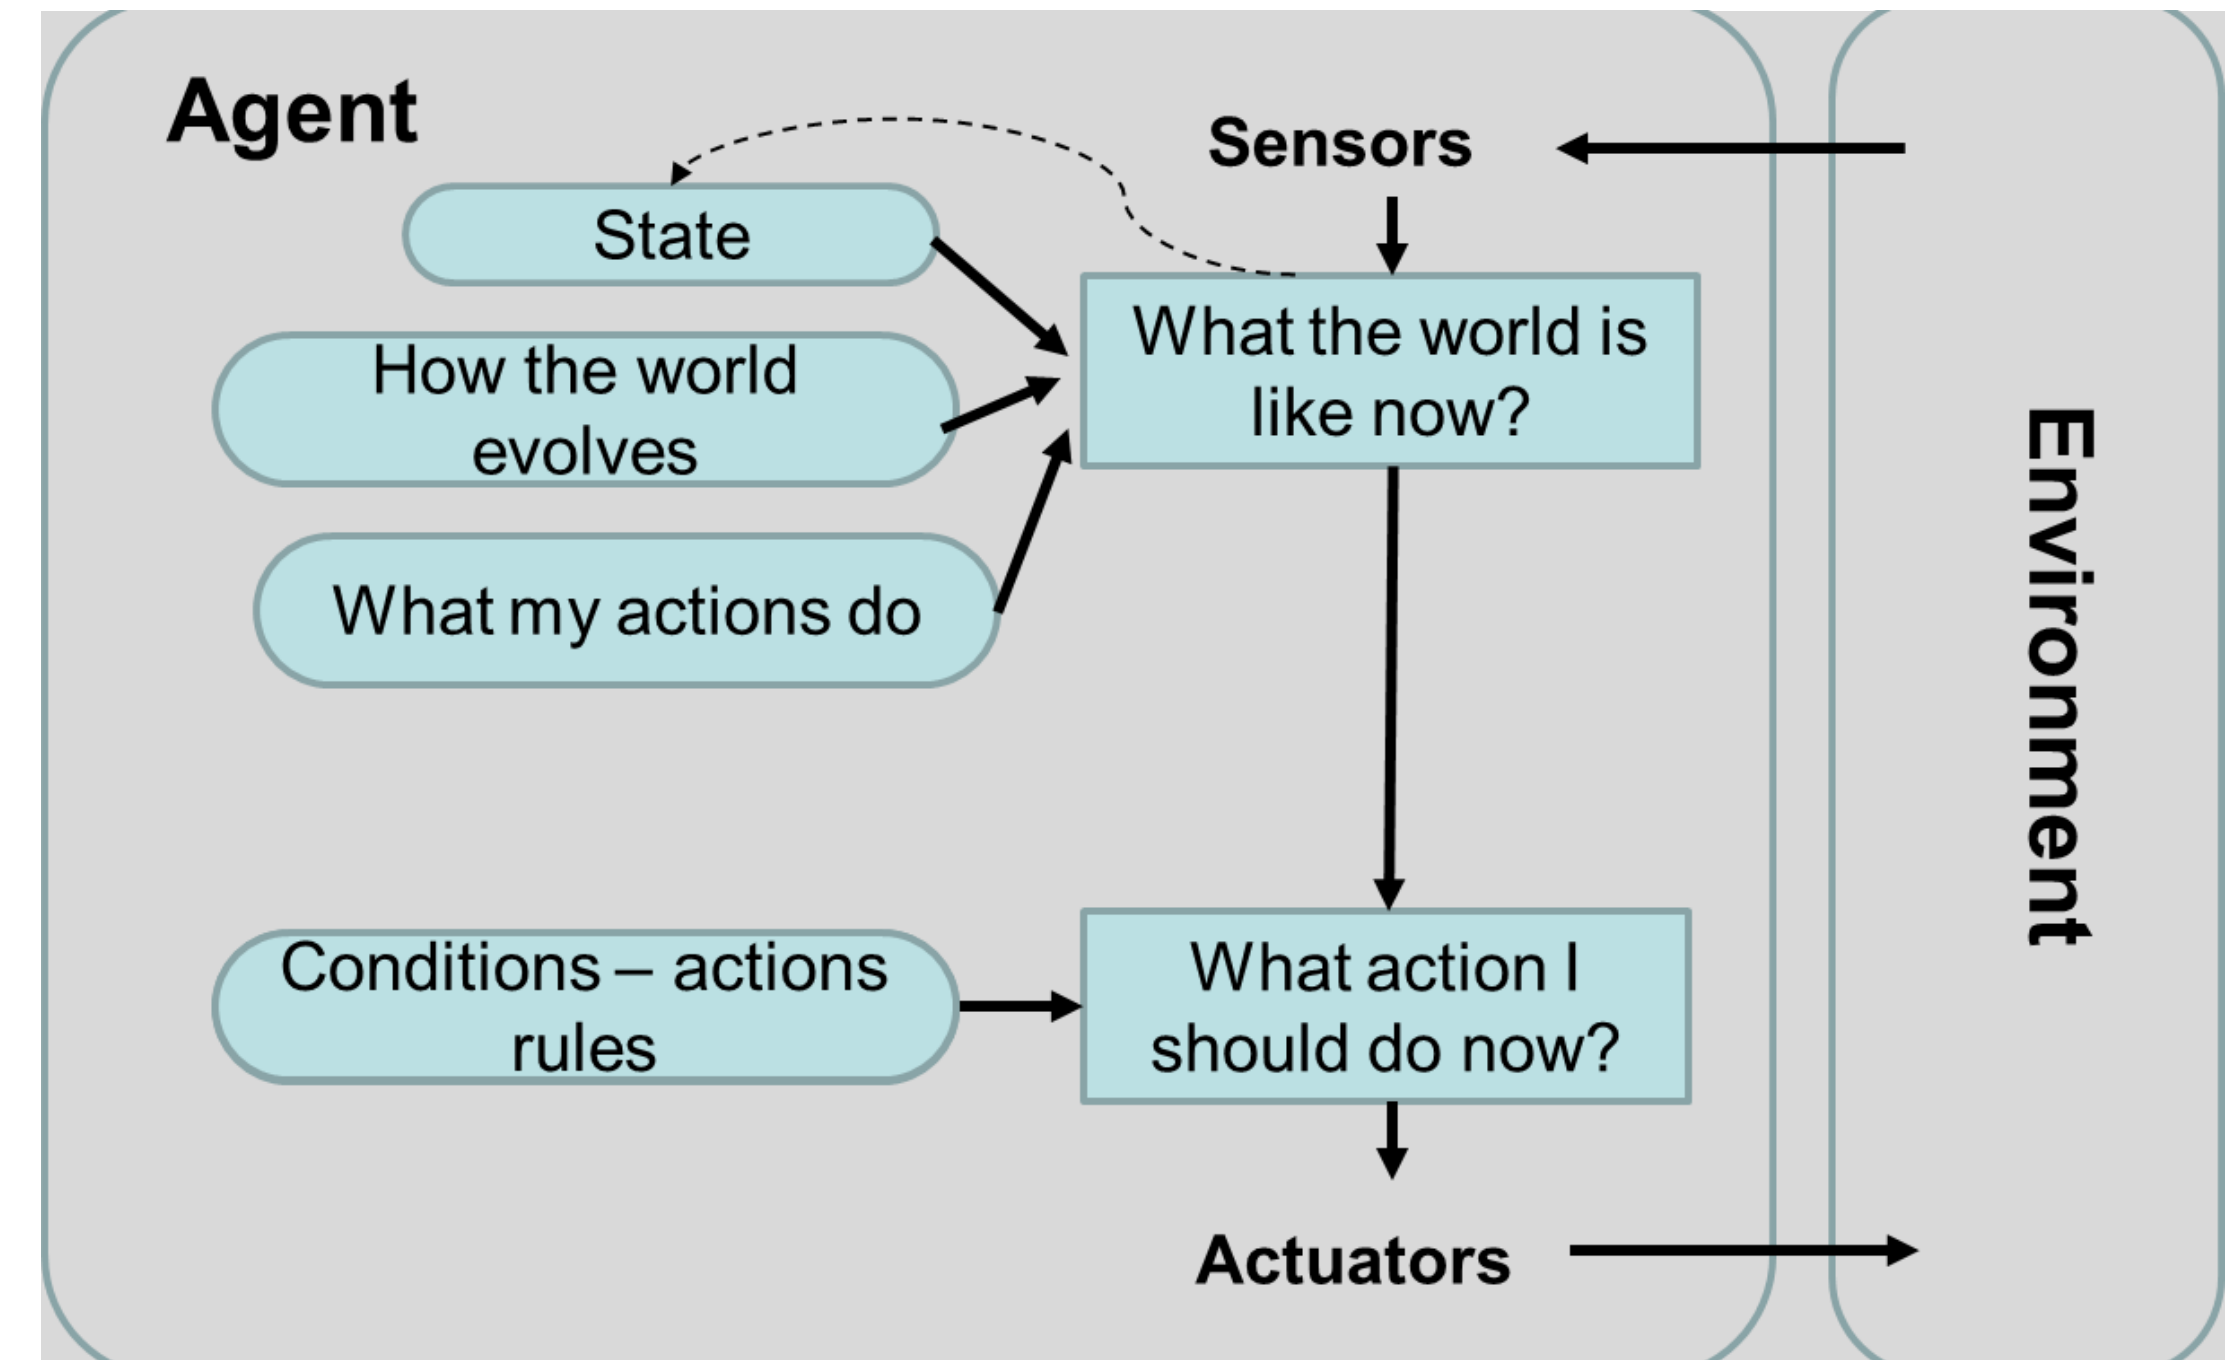 Agent
Sensors
State
What the world is
like now?
How the world
evolves
What my actions do
Environment
Conditions – actions
rules
What action I
should do now?
Actuators